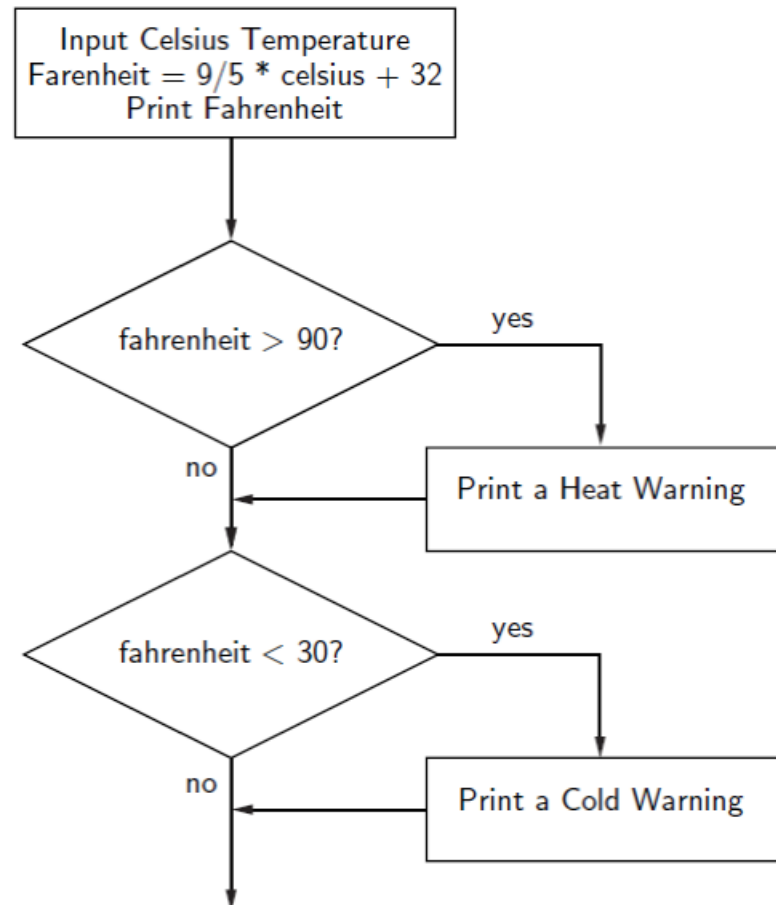 Input Celsius Temperature
Farenheit = 9/5 * celsius + 32
Print Fahrenheit
fahrenheit > 90?
yes
no
Print a Heat Warning
fahrenheit < 30?
yes
no
Print a Cold Warning